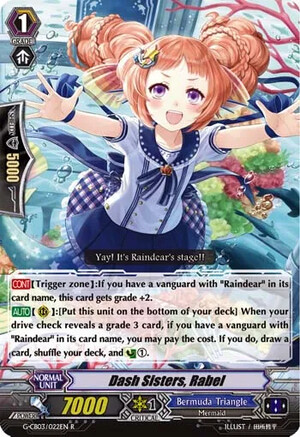 1
GRADE
5000
Yay! It's Raindear's stage!!
CONT [Trigger zone]:If you have a vanguard with "Raindear" in its
card name, this card gets grade +2.
AUTO [ ]:[Put this unit on the bottom of your deck] When your
drive check reveals a grade 3 card, if you have a vanguard with
"Raindear" in its card name, you may pay the cost. If you do, draw a
card, shuffle your deck, and 1.
NORMAL
UNIT
Dash Sisters, Rabel
POWER
7000
1
CRITICAL
Bermuda Triangle
Mermaid
G-CB03/022EN R
ILLUST /